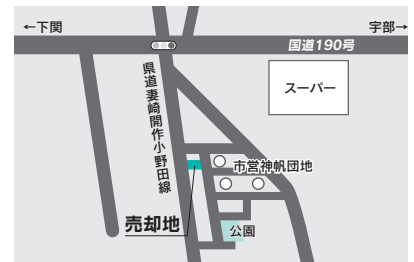 ←下関
宇部→
国道190号
スーパー
県道妻崎開作小野田線
市営神帆団地
売却地
公園